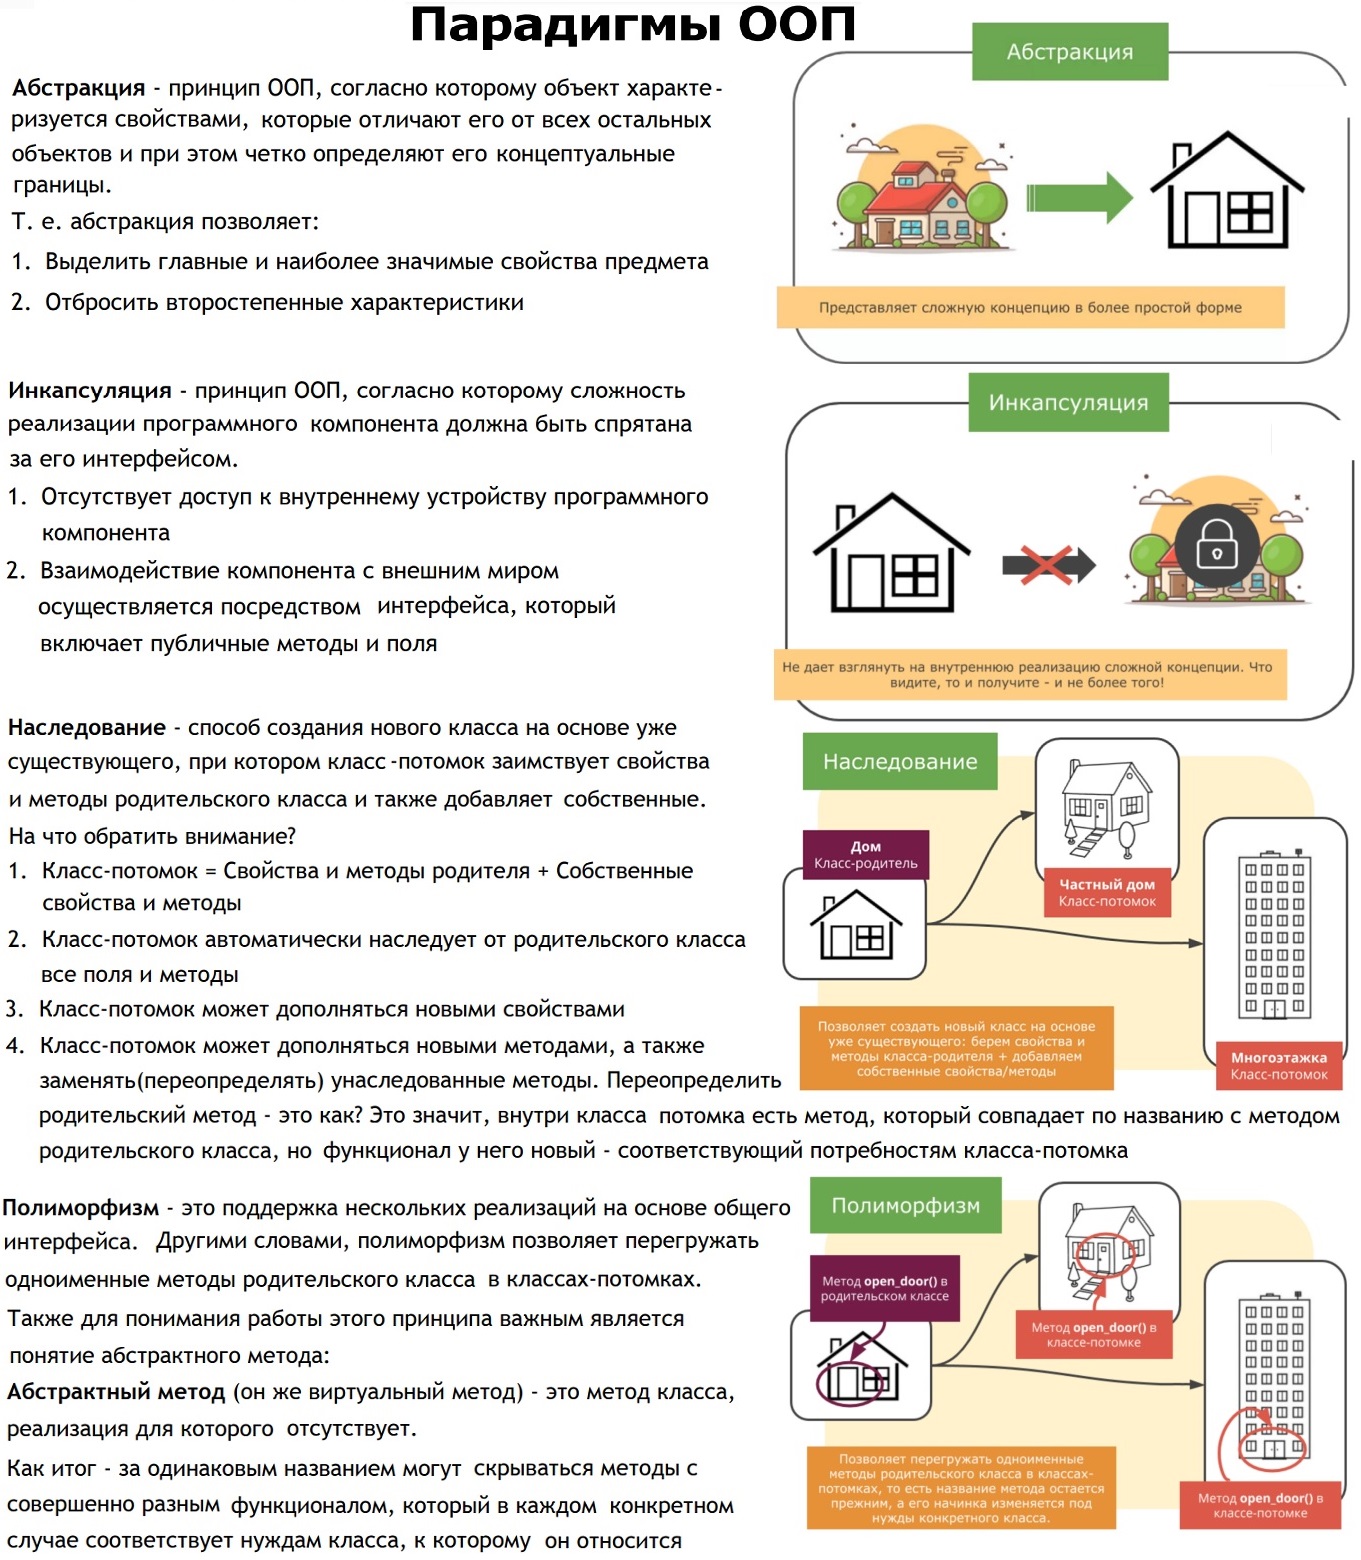 Парадигмы ООП
Абстракция - принцип ООП, согласно которому объект характе-
ризуется свойствами, которые отличают его от всех остальных
объектов и при этом четко определяют его концептуальные
границы.
Т. е. абстракция позволяет:
1. Выделить главные и наиболее значимые свойства предмета
2. Отбросить второстепенные характеристики
Абстракция
Представляет сложную концепцию в более простой форме
Инкапсуляция - принцип ООП, согласно которому сложность
реализации программного компонента должна быть спрятана
за его интерфейсом.
1. Отсутствует доступ к внутреннему устройству программного
компонента
2. Взаимодействие компонента с внешним миром
осуществляется посредством интерфейса, который
включает публичные методы и поля
Инкапсуляция
Не дает взглянуть на внутреннюю реализацию сложной концепции. Что
видите, то и получите - и не более того!
Наследование - способ создания нового класса на основе уже
существующего, при котором класс-потомок заимствует свойства
и методы родительского класса и также добавляет собственные.
На что обратить внимание?
1. Класс-потомок = Свойства и методы родителя + Собственные
свойства и методы
2. Класс-потомок автоматически наследует от родительского класса
все поля и методы
3. Класс-потомок может дополняться новыми свойствами
4. Класс-потомок может дополняться новыми методами, а также
заменять(переопределять) унаследованные методы. Переопределить
родительский метод - это как? Это значит, внутри класса потомка есть метод, который совпадает по названию с методом
родительского класса, но функционал у него новый - соответствующий потребностям класса-потомка
Наследование
Дом
Класс-родитель
Частный дом
Класс-потомок
Многоэтажка
Класс-потомок
Позволяет создать новый класс на основе
уже существующего: берем свойства и
методы класса-родителя + добавляем
собственные свойства/методы
Полиморфизм - это поддержка нескольких реализаций на основе общего
интерфейса. Другими словами, полиморфизм позволяет перегружать
одноименные методы родительского класса в классах-потомках.
Также для понимания работы этого принципа важным является
понятие абстрактного метода:
Абстрактный метод (он же виртуальный метод) - это метод класса,
реализация для которого отсутствует.
Как итог - за одинаковым названием могут скрываться методы с
совершенно разным функционалом, который в каждом конкретном
случае соответствует нуждам класса, к которому он относится
Полиморфизм
Метод open_door() в
родительском классе
Метод open_door() в
классе-потомке
Метод open_door() в
классе-потомке
Позволяет перегружать одноименные
методы родительского класса в классах-
потомках, то есть название метода остается
прежним, а его начинка изменяется под
нужды конкретного класса.